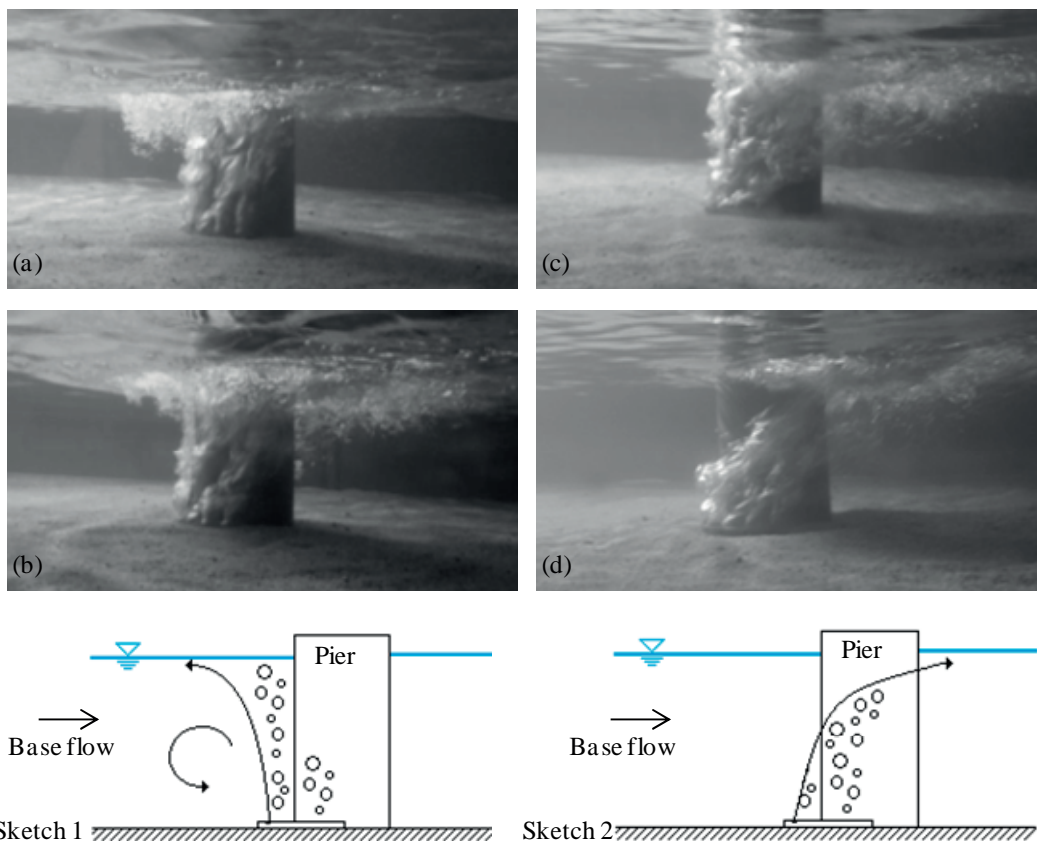 (a)
(c)
(b)
(d)
Pier
Base flow
Sketch 1
Pier
Base flow
Sketch 2